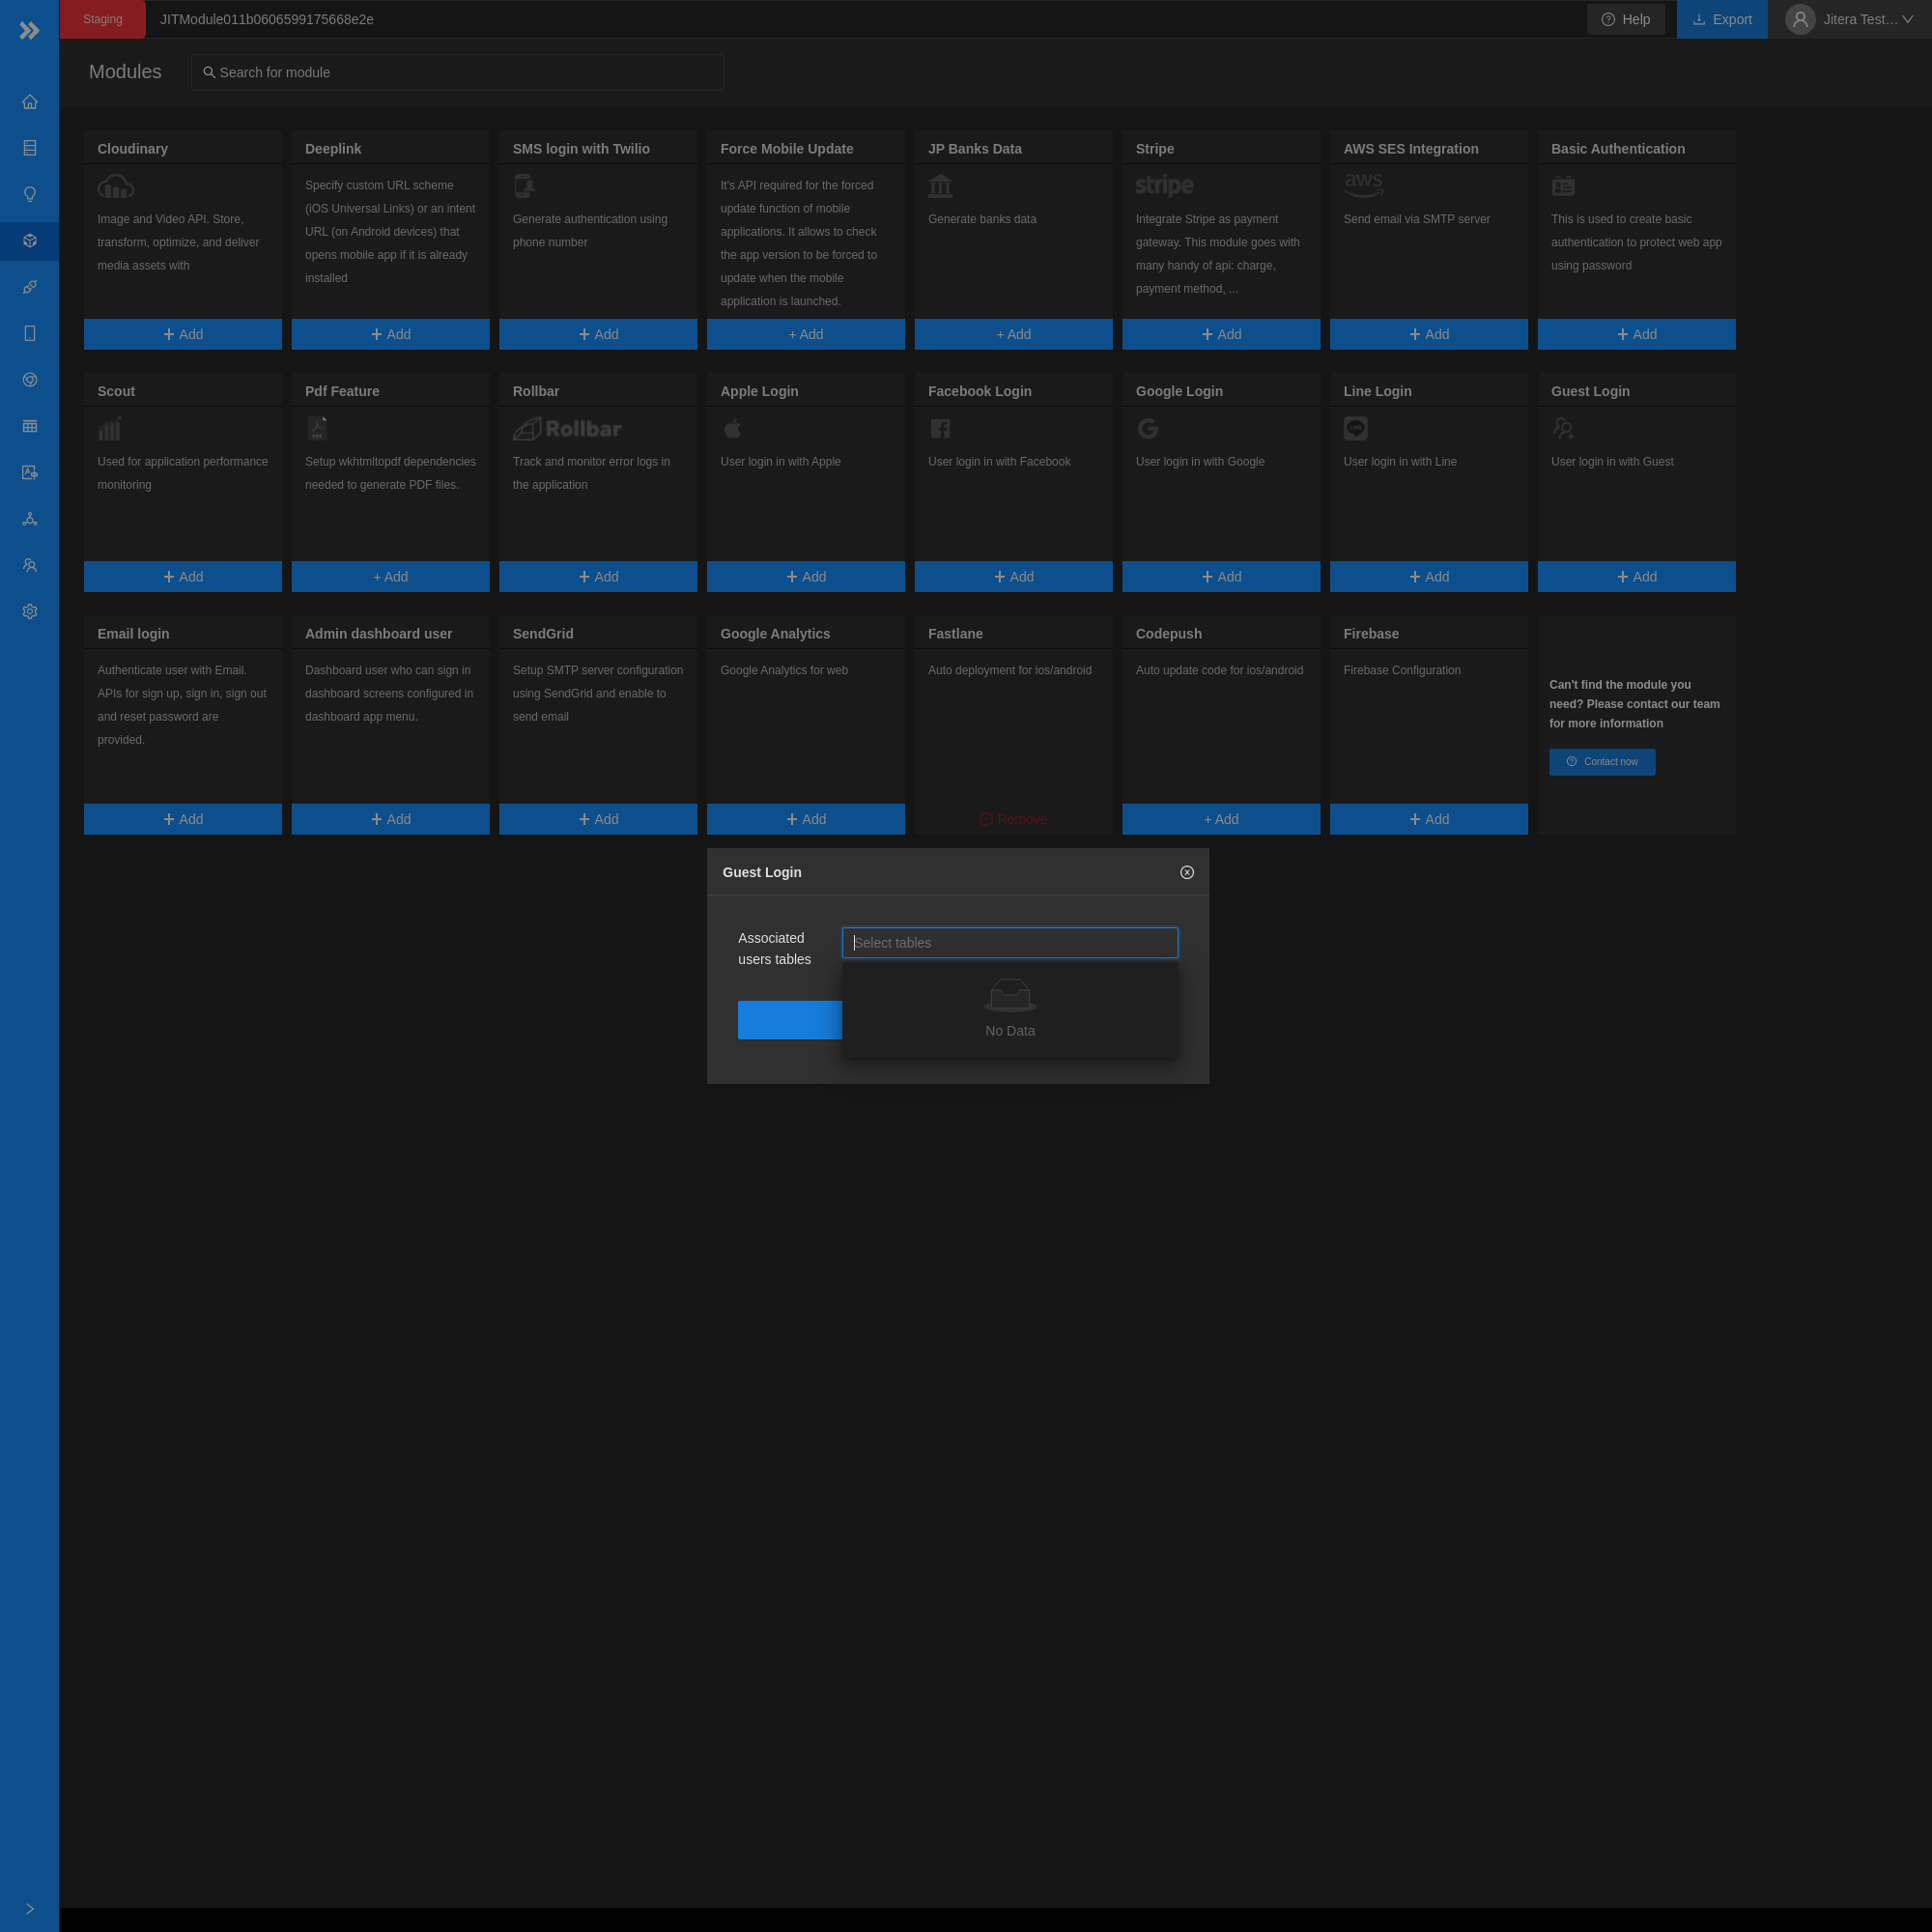 Staging
JITModule011b0606599175668e2e
Help
Export
Jitera Test...
Modules
Search for module
Cloudinary
Image and Video API. Store,
transform, optimize, and deliver
media assets with
+ Add
Deeplink
Specify custom URL scheme
(iOS Universal Links) or an intent
URL (on Android devices) that
opens mobile app if it is already
installed
+ Add
SMS login with Twilio
Generate authentication using
phone number
+ Add
Force Mobile Update
It's API required for the forced
update function of mobile
applications. It allows to check
the app version to be forced to
update when the mobile
application is launched.
+ Add
JP Banks Data
Generate banks data
+ Add
Stripe
stripe
Integrate Stripe as payment
gateway. This module goes with
many handy of api: charge,
payment method, ...
+ Add
AWS SES Integration
aws
Send email via SMTP server
+ Add
Basic Authentication
This is used to create basic
authentication to protect web app
using password
+ Add
Scout
Used for application performance
monitoring
+ Add
Pdf Feature
PDF
Setup wkhtmltopdf dependencies
needed to generate PDF files.
+ Add
Rollbar
Rollbar
Track and monitor error logs in
the application
+ Add
Apple Login
User login in with Apple
+ Add
Facebook Login
User login in with Facebook
+ Add
Google Login
G
User login in with Google
+ Add
Line Login
LINE
User login in with Line
+ Add
Guest Login
User login in with Guest
+ Add
Email login
Authenticate user with Email.
APIs for sign up, sign in, sign out
and reset password are
provided.
+ Add
Admin dashboard user
Dashboard user who can sign in
dashboard screens configured in
dashboard app menu.
+ Add
SendGrid
Setup SMTP server configuration
using SendGrid and enable to
send email
+ Add
Google Analytics
Google Analytics for web
+ Add
Fastlane
Auto deployment for ios/android
Remove
Codepush
Auto update code for ios/android
+ Add
Firebase
Firebase Configuration
+ Add
Can't find the module you
need? Please contact our team
for more information
Contact now
Guest Login
Associated
users tables
Select tables
No Data